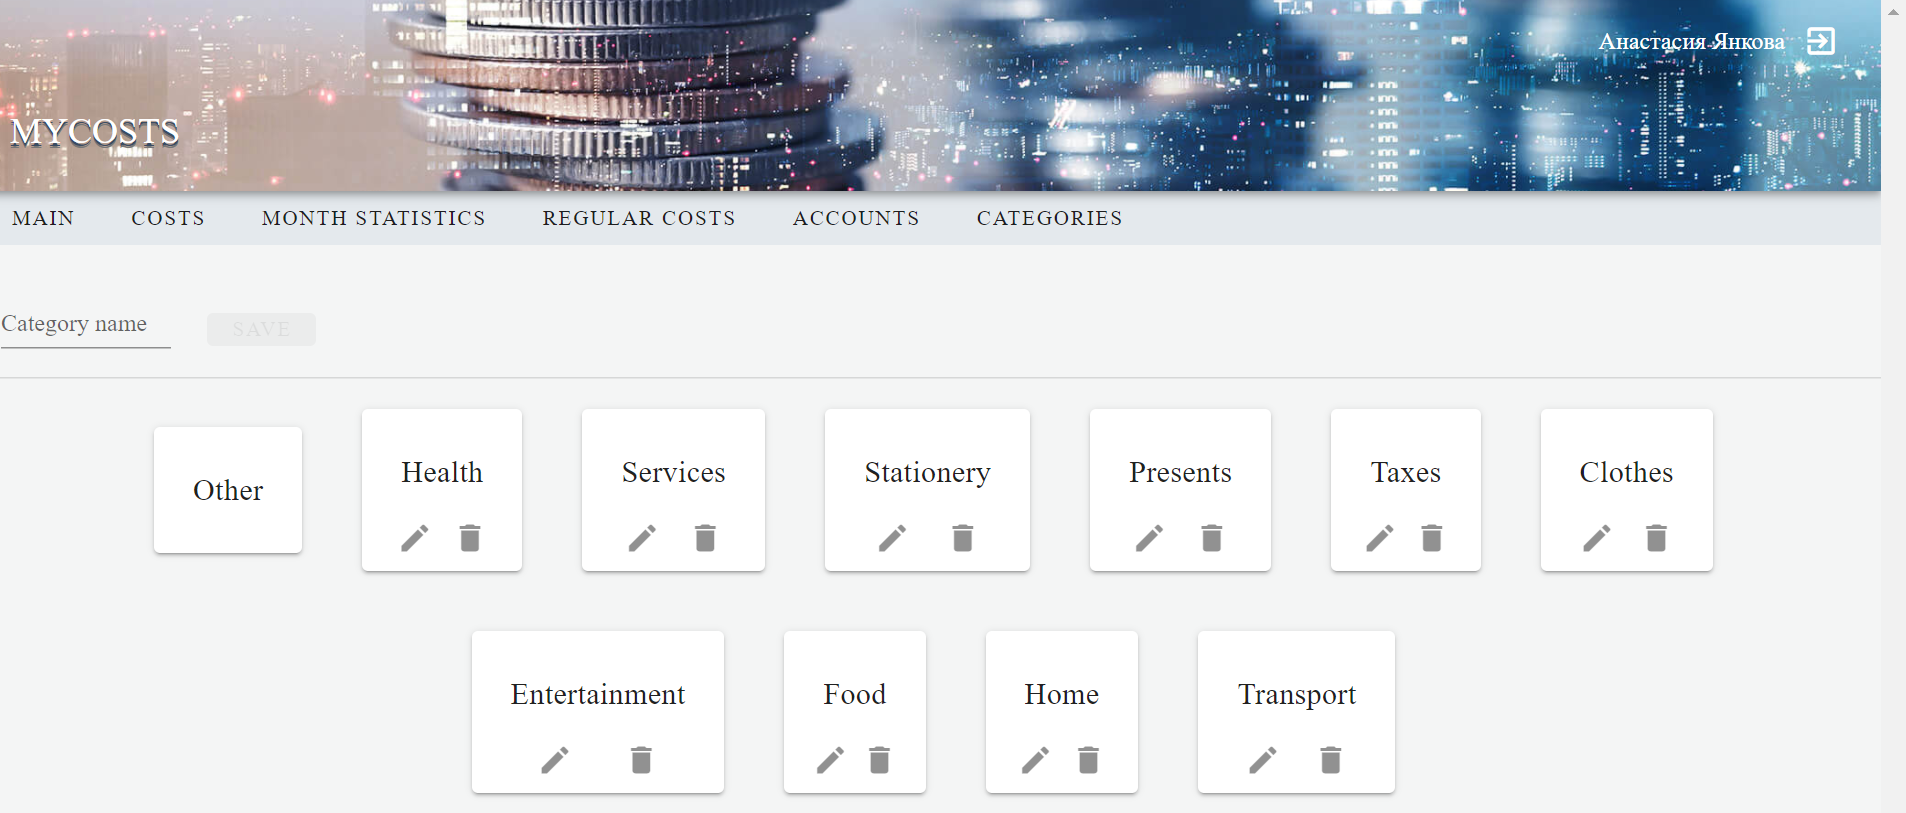 Анастасия Янкова
MYCOSTS
MAIN COSTS MONTH STATISTICS REGULAR COSTS ACCOUNTS CATEGORIES
Category name SAVE
Other Health Services Stationery Presents Taxes Clothes
Entertainment Food Home Transport